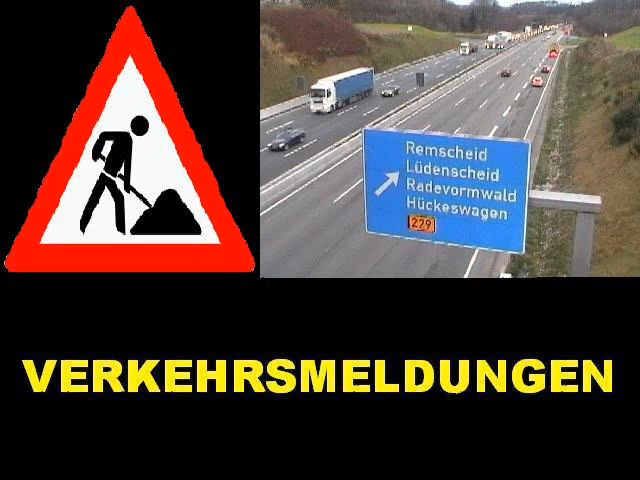 Remscheid
Lüdenscheid
Radevormwald
Hückeswagen
229
VERKEHRSMELDUNGEN